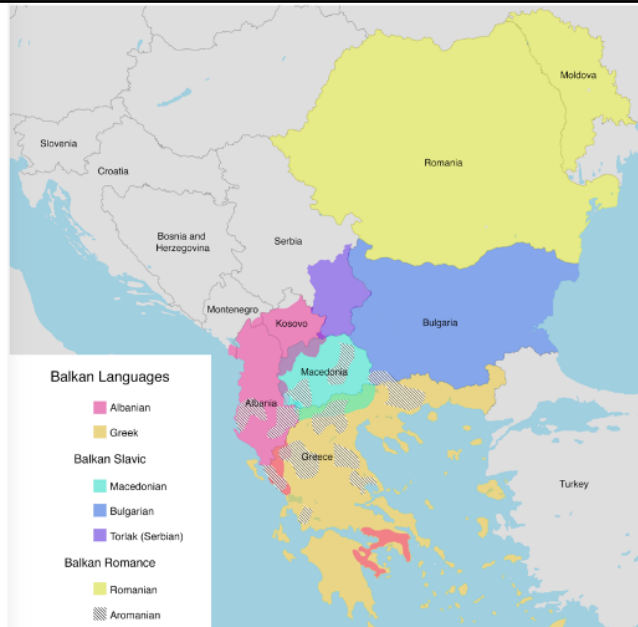 Moldova
Romania
Slovenia
Croatia
Bosnia and
Herzegovina
Serbia
Montenegro
Kosovo
Bulgaria
Macedonia
Albania
Greece
Turkey
Balkan Languages
Albanian
Greek
Balkan Slavic
Macedonian
Bulgarian
Torlak (Serbian)
Balkan Romance
Romanian
Aromanian